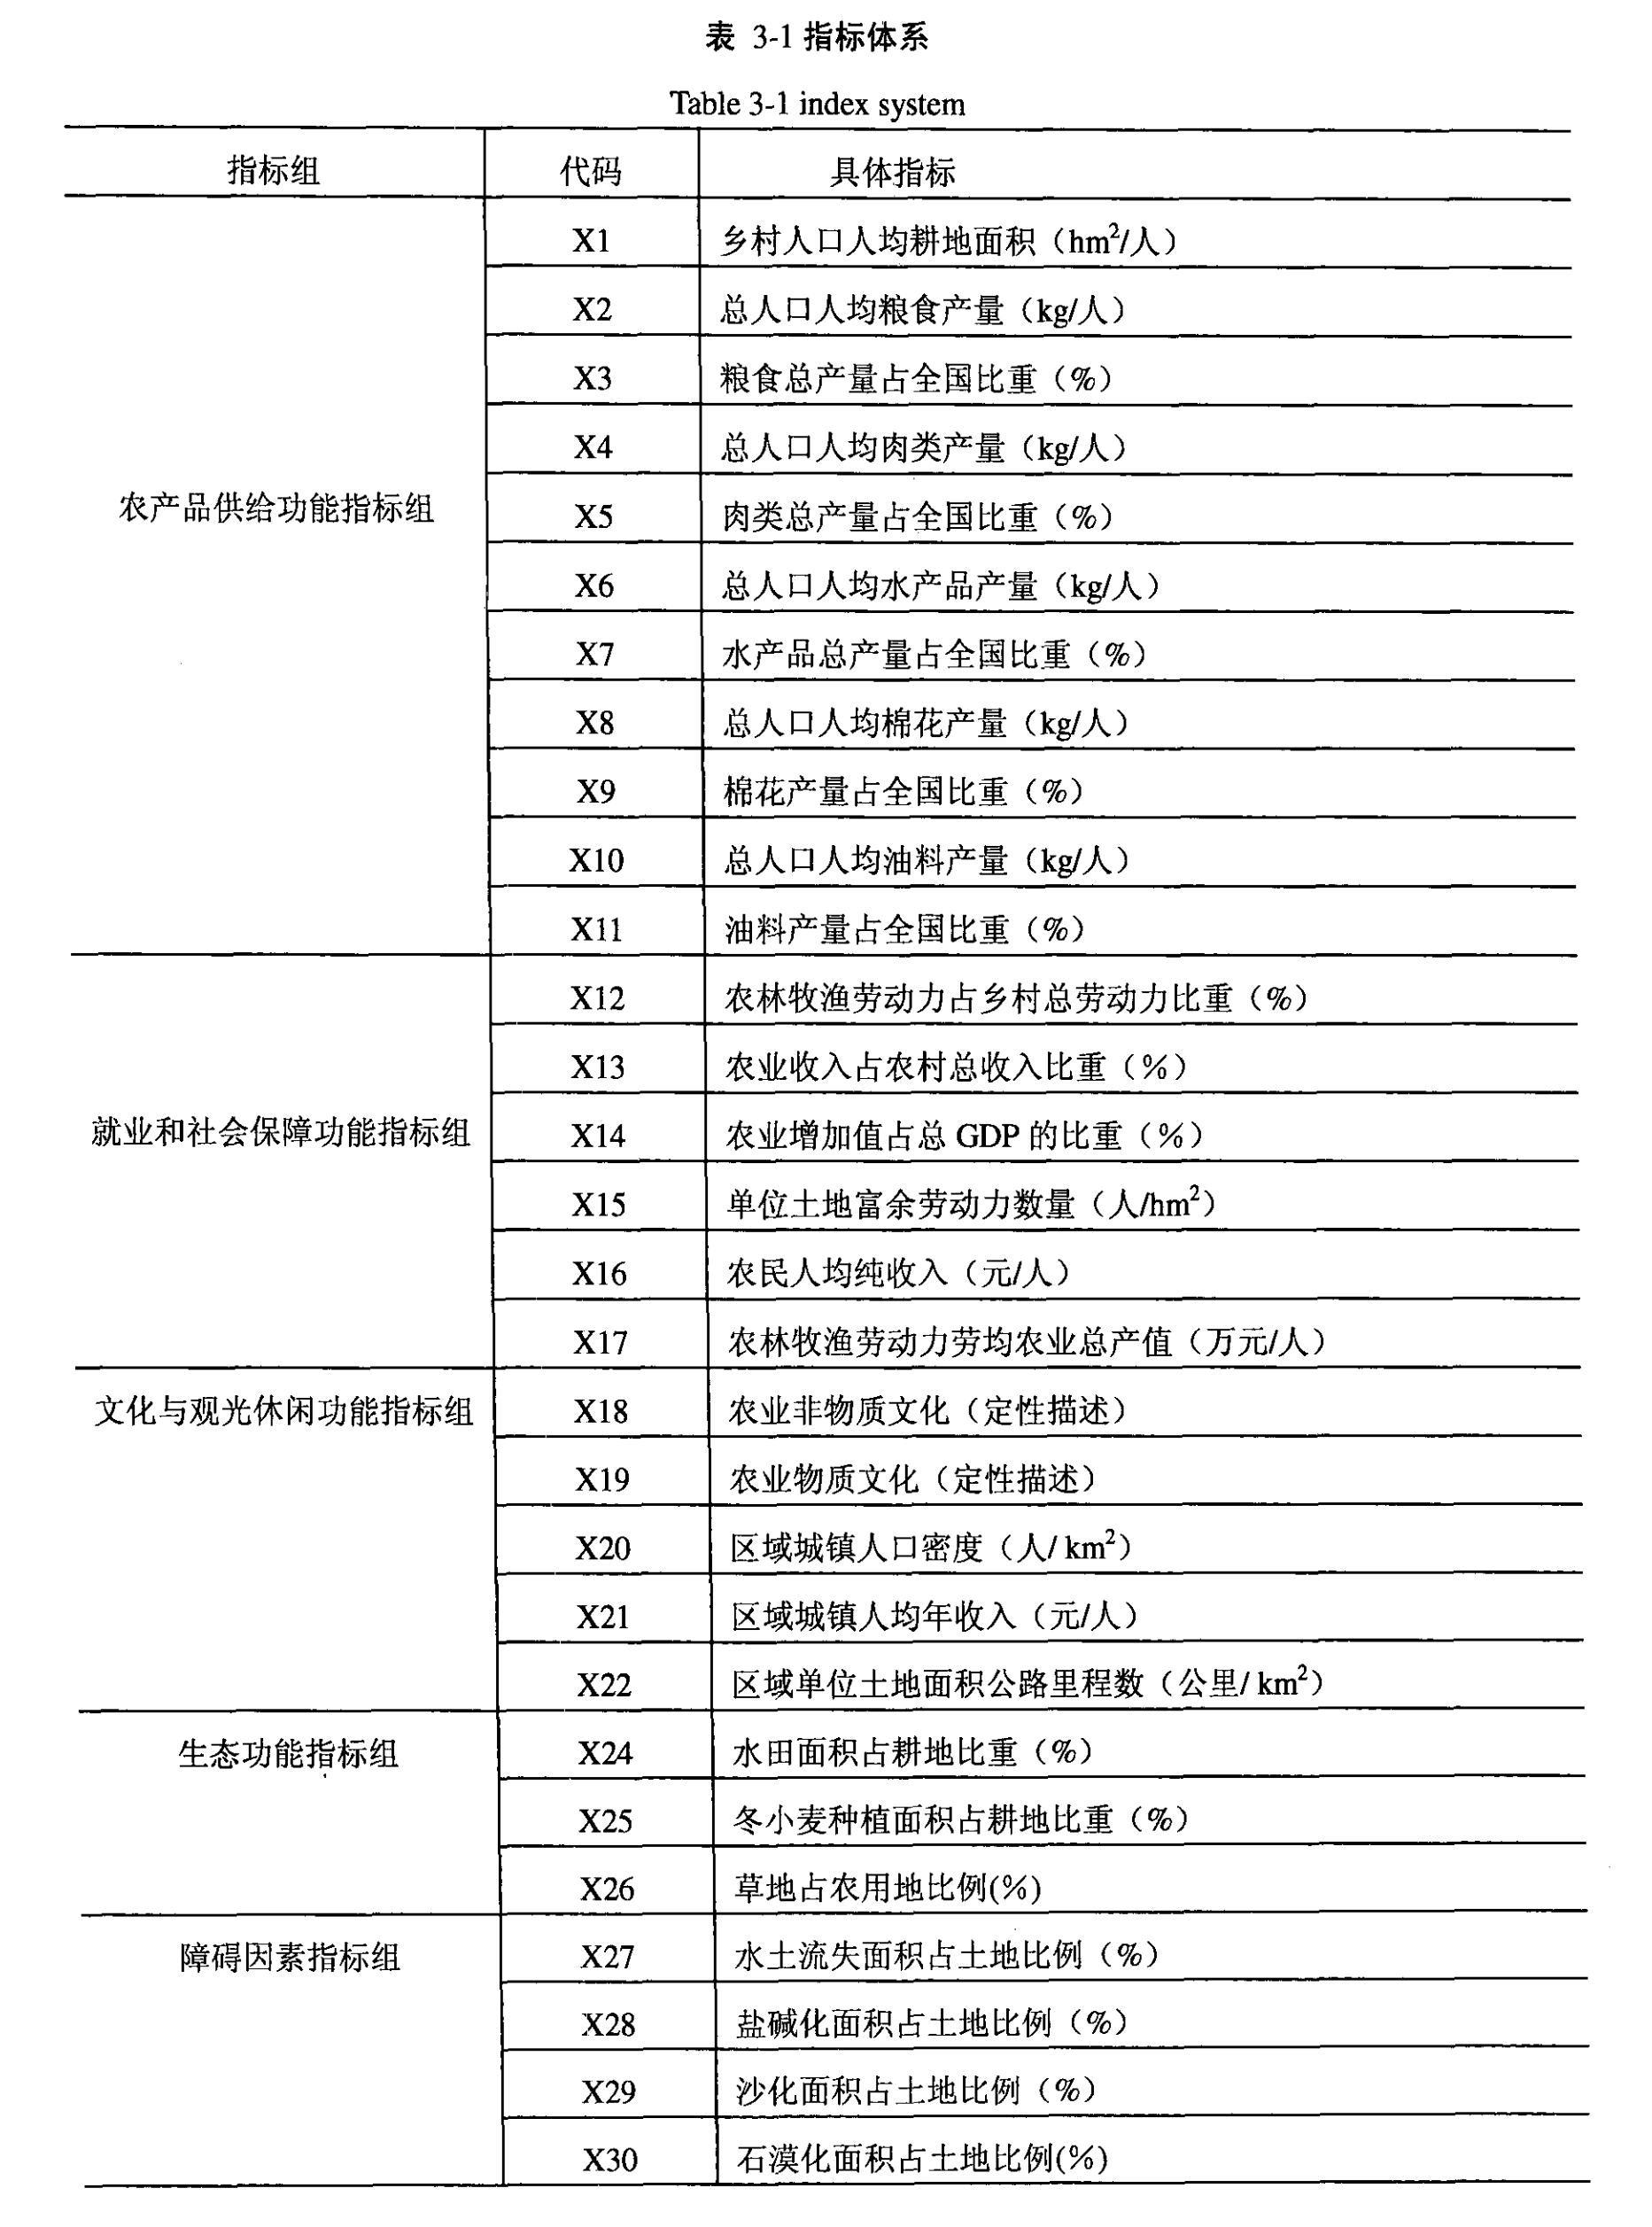 表 3-1 指标体系
Table 3-1 index system
指标组 代码 具体指标
X1 乡村人口人均耕地面积（hm²/人）
X2 总人口人均粮食产量（kg/人）
X3 粮食总产量占全国比重（%）
X4 总人口人均肉类产量（kg/人）
农产品供给功能指标组 X5 肉类总产量占全国比重（%）
X6 总人口人均水产品产量（kg/人）
X7 水产品总产量占全国比重（%）
X8 总人口人均棉花产量（kg/人）
X9 棉花产量占全国比重（%）
X10 总人口人均油料产量（kg/人）
X11 油料产量占全国比重（%）
X12 农林牧渔劳动力占乡村总劳动力比重（%）
X13 农业收入占农村总收入比重（%）
就业和社会保障功能指标组 X14 农业增加值占总 GDP 的比重（%）
X15 单位土地富余劳动力数量（人/hm²）
X16 农民人均纯收入（元/人）
X17 农林牧渔劳动力劳均农业总产值（万元/人）
文化与观光休闲功能指标组 X18 农业非物质文化（定性描述）
X19 农业物质文化（定性描述）
X20 区域城镇人口密度（人/ km²）
X21 区域城镇人均年收入（元/人）
X22 区域单位土地面积公路里程数（公里/ km²）
生态功能指标组 X24 水田面积占耕地比重（%）
X25 冬小麦种植面积占耕地比重（%）
X26 草地占农用地比例(%)
障碍因素指标组 X27 水土流失面积占土地比例（%）
X28 盐碱化面积占土地比例（%）
X29 沙化面积占土地比例（%）
X30 石漠化面积占土地比例(%)